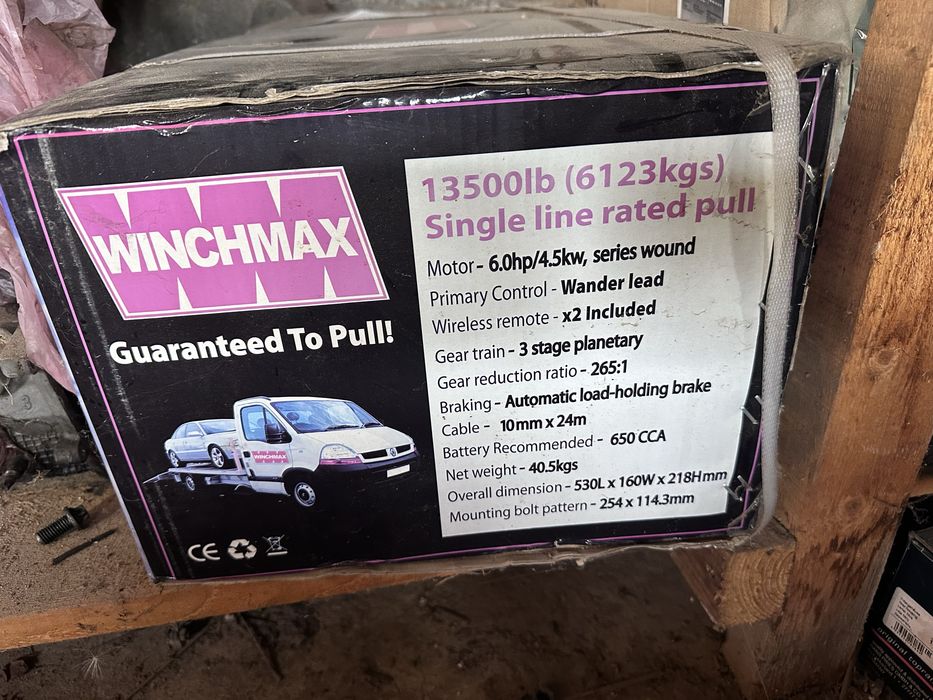 WINCHMAX
Guaranteed To Pull!
WINCHMAX
CE
13500lb (6123kgs)
Single line rated pull
Motor - 6.0hp/4.5kw, series wound
Primary Control - Wander lead
Wireless remote - x2 Included
Gear train - 3 stage planetary
Gear reduction ratio - 265:1
Braking - Automatic load-holding brake
Cable - 10mm x 24m
Battery Recommended - 650 CCA
Net weight - 40.5kgs
Overall dimension - 530L x 160W x 218Hmm
Mounting bolt pattern - 254 x 114.3mm
original